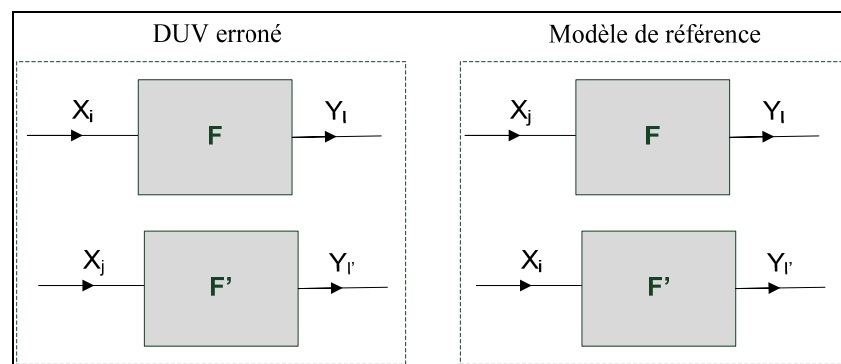 DUV erroné
Modèle de référence
Xi F Yl
Xj F Yl
Xj F' Yl'
Xi F' Yl'